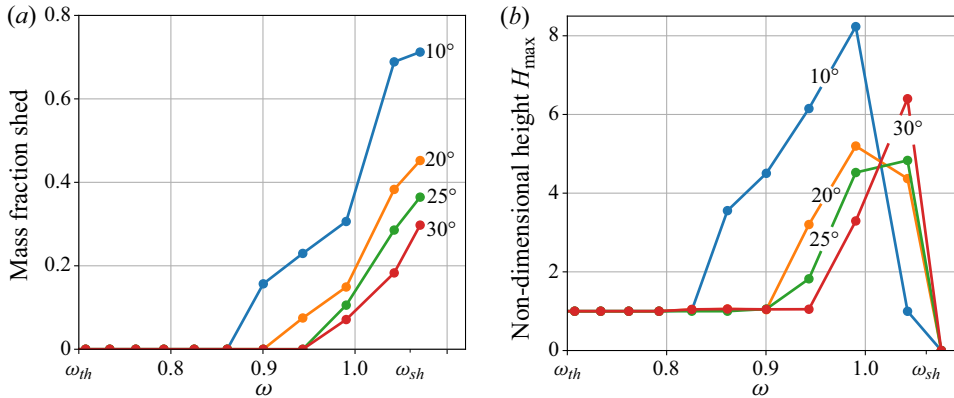 (a)
0.8
0.6
0.4
0.2
0
Mass fraction shed
10°
20°
25°
30°
ω_th 0.8 0.9 1.0 ω_sh
ω
(b)
8
6
4
2
0
Non-dimensional height H_max
10°
30°
20°
25°
ω_th 0.8 0.9 1.0 ω_sh
ω